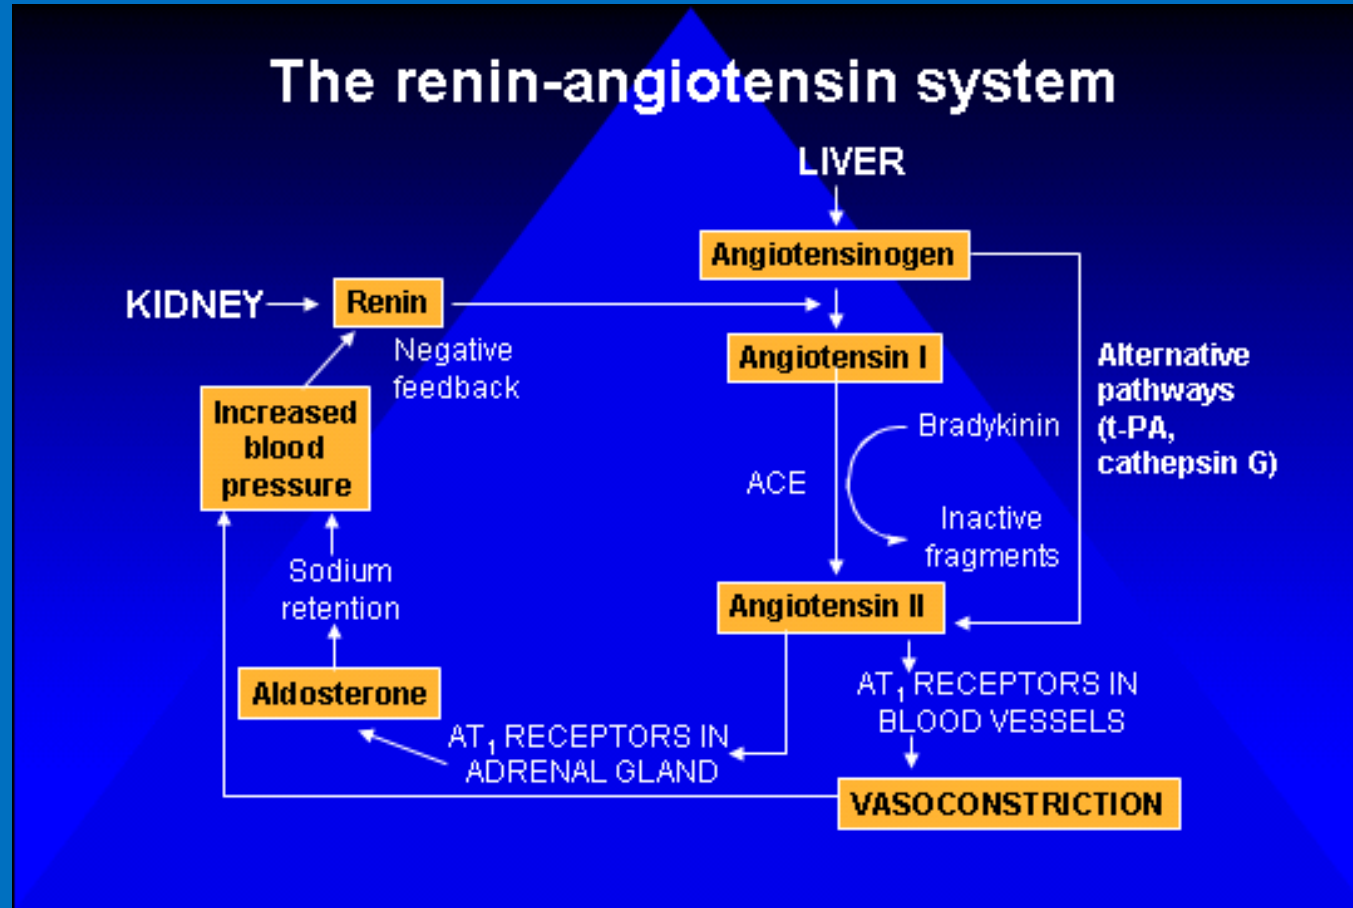 The renin-angiotensin system
LIVER
Angiotensinogen
KIDNEY
Renin
Negative
feedback
Angiotensin I
Alternative
pathways
(t-PA,
cathepsin G)
Increased
blood
pressure
Bradykinin
ACE
Inactive
fragments
Sodium
retention
Angiotensin II
Aldosterone
AT1 RECEPTORS IN
BLOOD VESSELS
AT1 RECEPTORS IN
ADRENAL GLAND
VASOCONSTRICTION